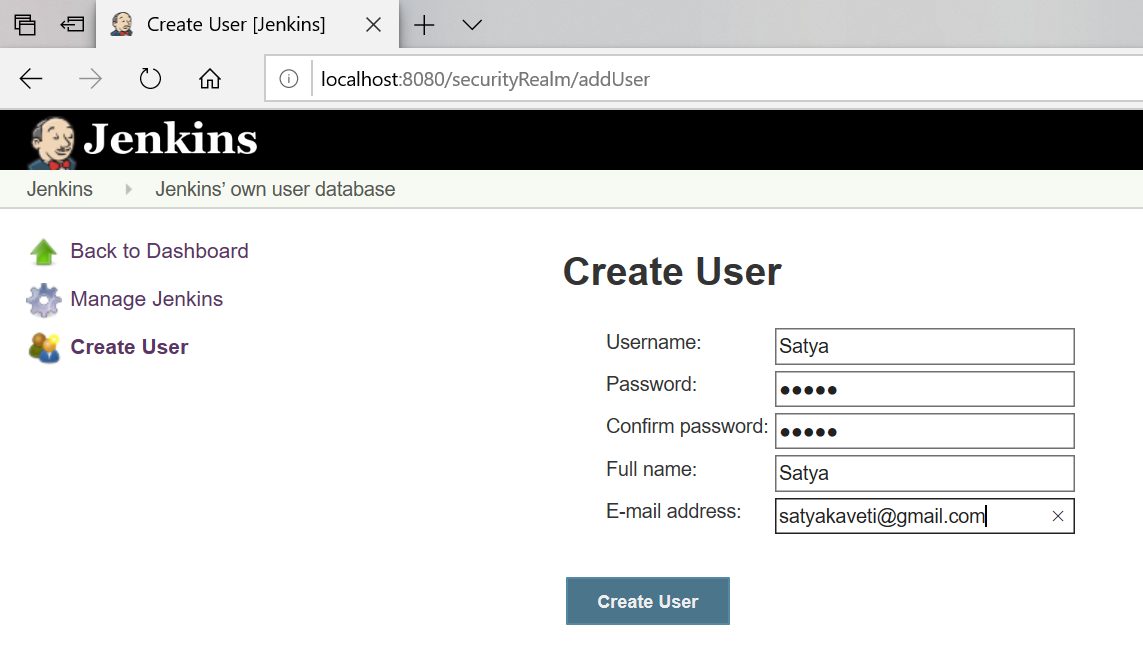 Create User [Jenkins]
localhost:8080/securityRealm/addUser
Jenkins
Jenkins Jenkins’ own user database
Back to Dashboard
Manage Jenkins
Create User
Create User
Username: Satya
Password: ●●●●●
Confirm password: ●●●●●
Full name: Satya
E-mail address: satyakaveti@gmail.com
Create User